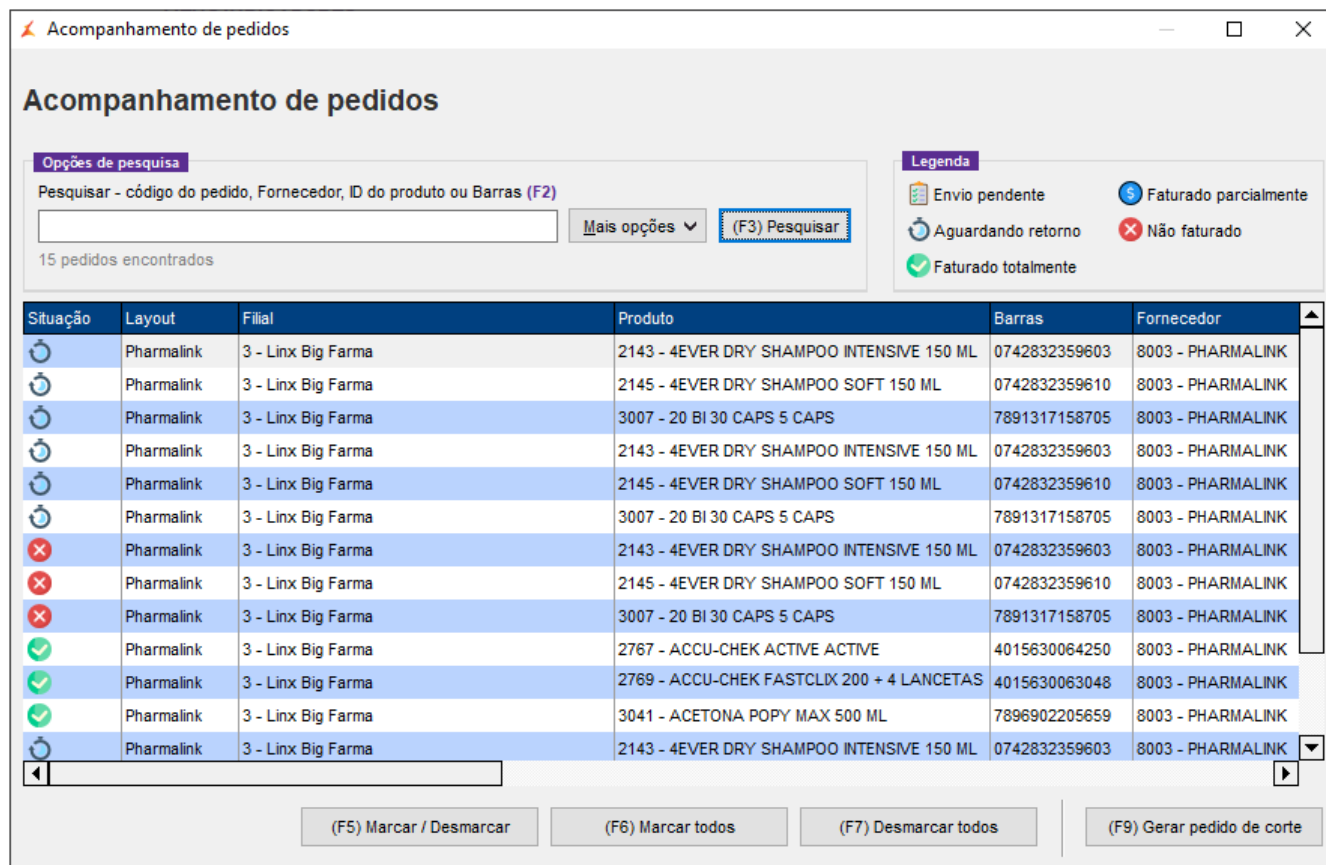 Acompanhamento de pedidos
Acompanhamento de pedidos
Opções de pesquisa
Pesquisar - código do pedido, Fornecedor, ID do produto ou Barras (F2)
Mais opções
(F3) Pesquisar
15 pedidos encontrados
Legenda
Envio pendente
Faturado parcialmente
Aguardando retorno
Não faturado
Faturado totalmente
Situação Layout Filial Produto Barras Fornecedor
Pharmalink 3 - Linx Big Farma 2143 - 4EVER DRY SHAMPOO INTENSIVE 150 ML 0742832359603 8003 - PHARMALINK
Pharmalink 3 - Linx Big Farma 2145 - 4EVER DRY SHAMPOO SOFT 150 ML 0742832359610 8003 - PHARMALINK
Pharmalink 3 - Linx Big Farma 3007 - 20 BI 30 CAPS 5 CAPS 7891317158705 8003 - PHARMALINK
Pharmalink 3 - Linx Big Farma 2143 - 4EVER DRY SHAMPOO INTENSIVE 150 ML 0742832359603 8003 - PHARMALINK
Pharmalink 3 - Linx Big Farma 2145 - 4EVER DRY SHAMPOO SOFT 150 ML 0742832359610 8003 - PHARMALINK
Pharmalink 3 - Linx Big Farma 3007 - 20 BI 30 CAPS 5 CAPS 7891317158705 8003 - PHARMALINK
Pharmalink 3 - Linx Big Farma 2143 - 4EVER DRY SHAMPOO INTENSIVE 150 ML 0742832359603 8003 - PHARMALINK
Pharmalink 3 - Linx Big Farma 2145 - 4EVER DRY SHAMPOO SOFT 150 ML 0742832359610 8003 - PHARMALINK
Pharmalink 3 - Linx Big Farma 3007 - 20 BI 30 CAPS 5 CAPS 7891317158705 8003 - PHARMALINK
Pharmalink 3 - Linx Big Farma 2767 - ACCU-CHEK ACTIVE ACTIVE 4015630064250 8003 - PHARMALINK
Pharmalink 3 - Linx Big Farma 2769 - ACCU-CHEK FASTCLIX 200 + 4 LANCETAS 4015630063048 8003 - PHARMALINK
Pharmalink 3 - Linx Big Farma 3041 - ACETONA POPY MAX 500 ML 7896902205659 8003 - PHARMALINK
Pharmalink 3 - Linx Big Farma 2143 - 4EVER DRY SHAMPOO INTENSIVE 150 ML 0742832359603 8003 - PHARMALINK
(F5) Marcar / Desmarcar
(F6) Marcar todos
(F7) Desmarcar todos
(F9) Gerar pedido de corte